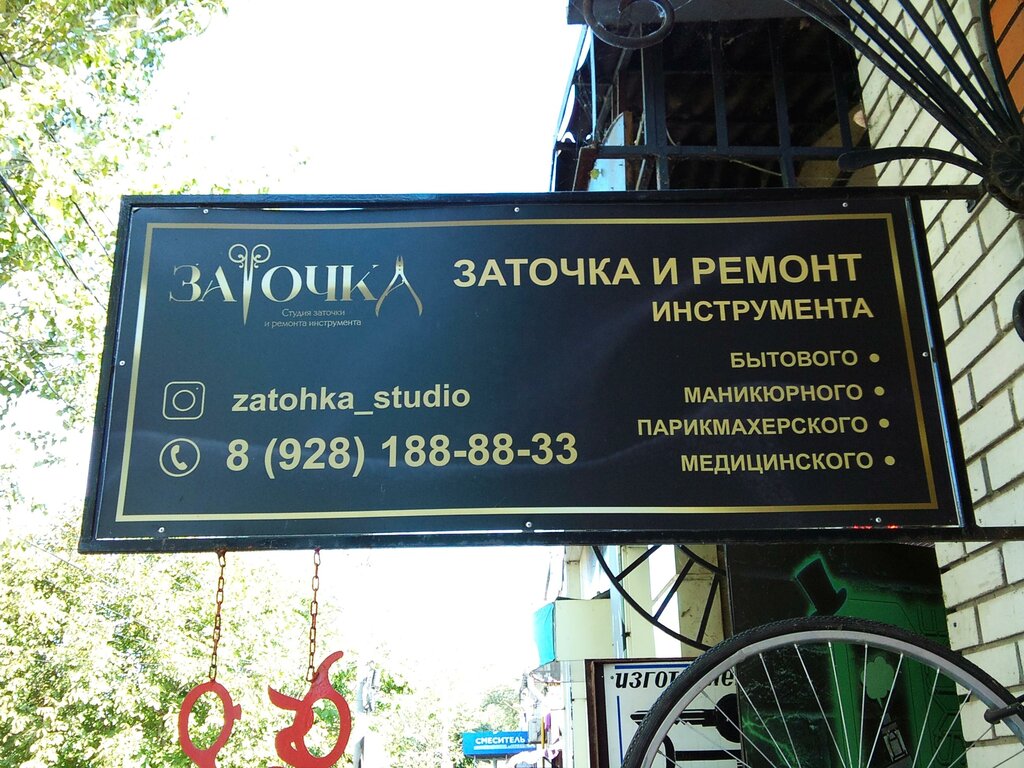 ЗАТОЧКА
Студия заточки
и ремонта инструмента
zatohka_studio
8 (928) 188-88-33
ЗАТОЧКА И РЕМОНТ
ИНСТРУМЕНТА
БЫТОВОГО •
МАНИКЮРНОГО •
ПАРИКМАХЕРСКОГО •
МЕДИЦИНСКОГО •
СМЕСИТЕЛЬ